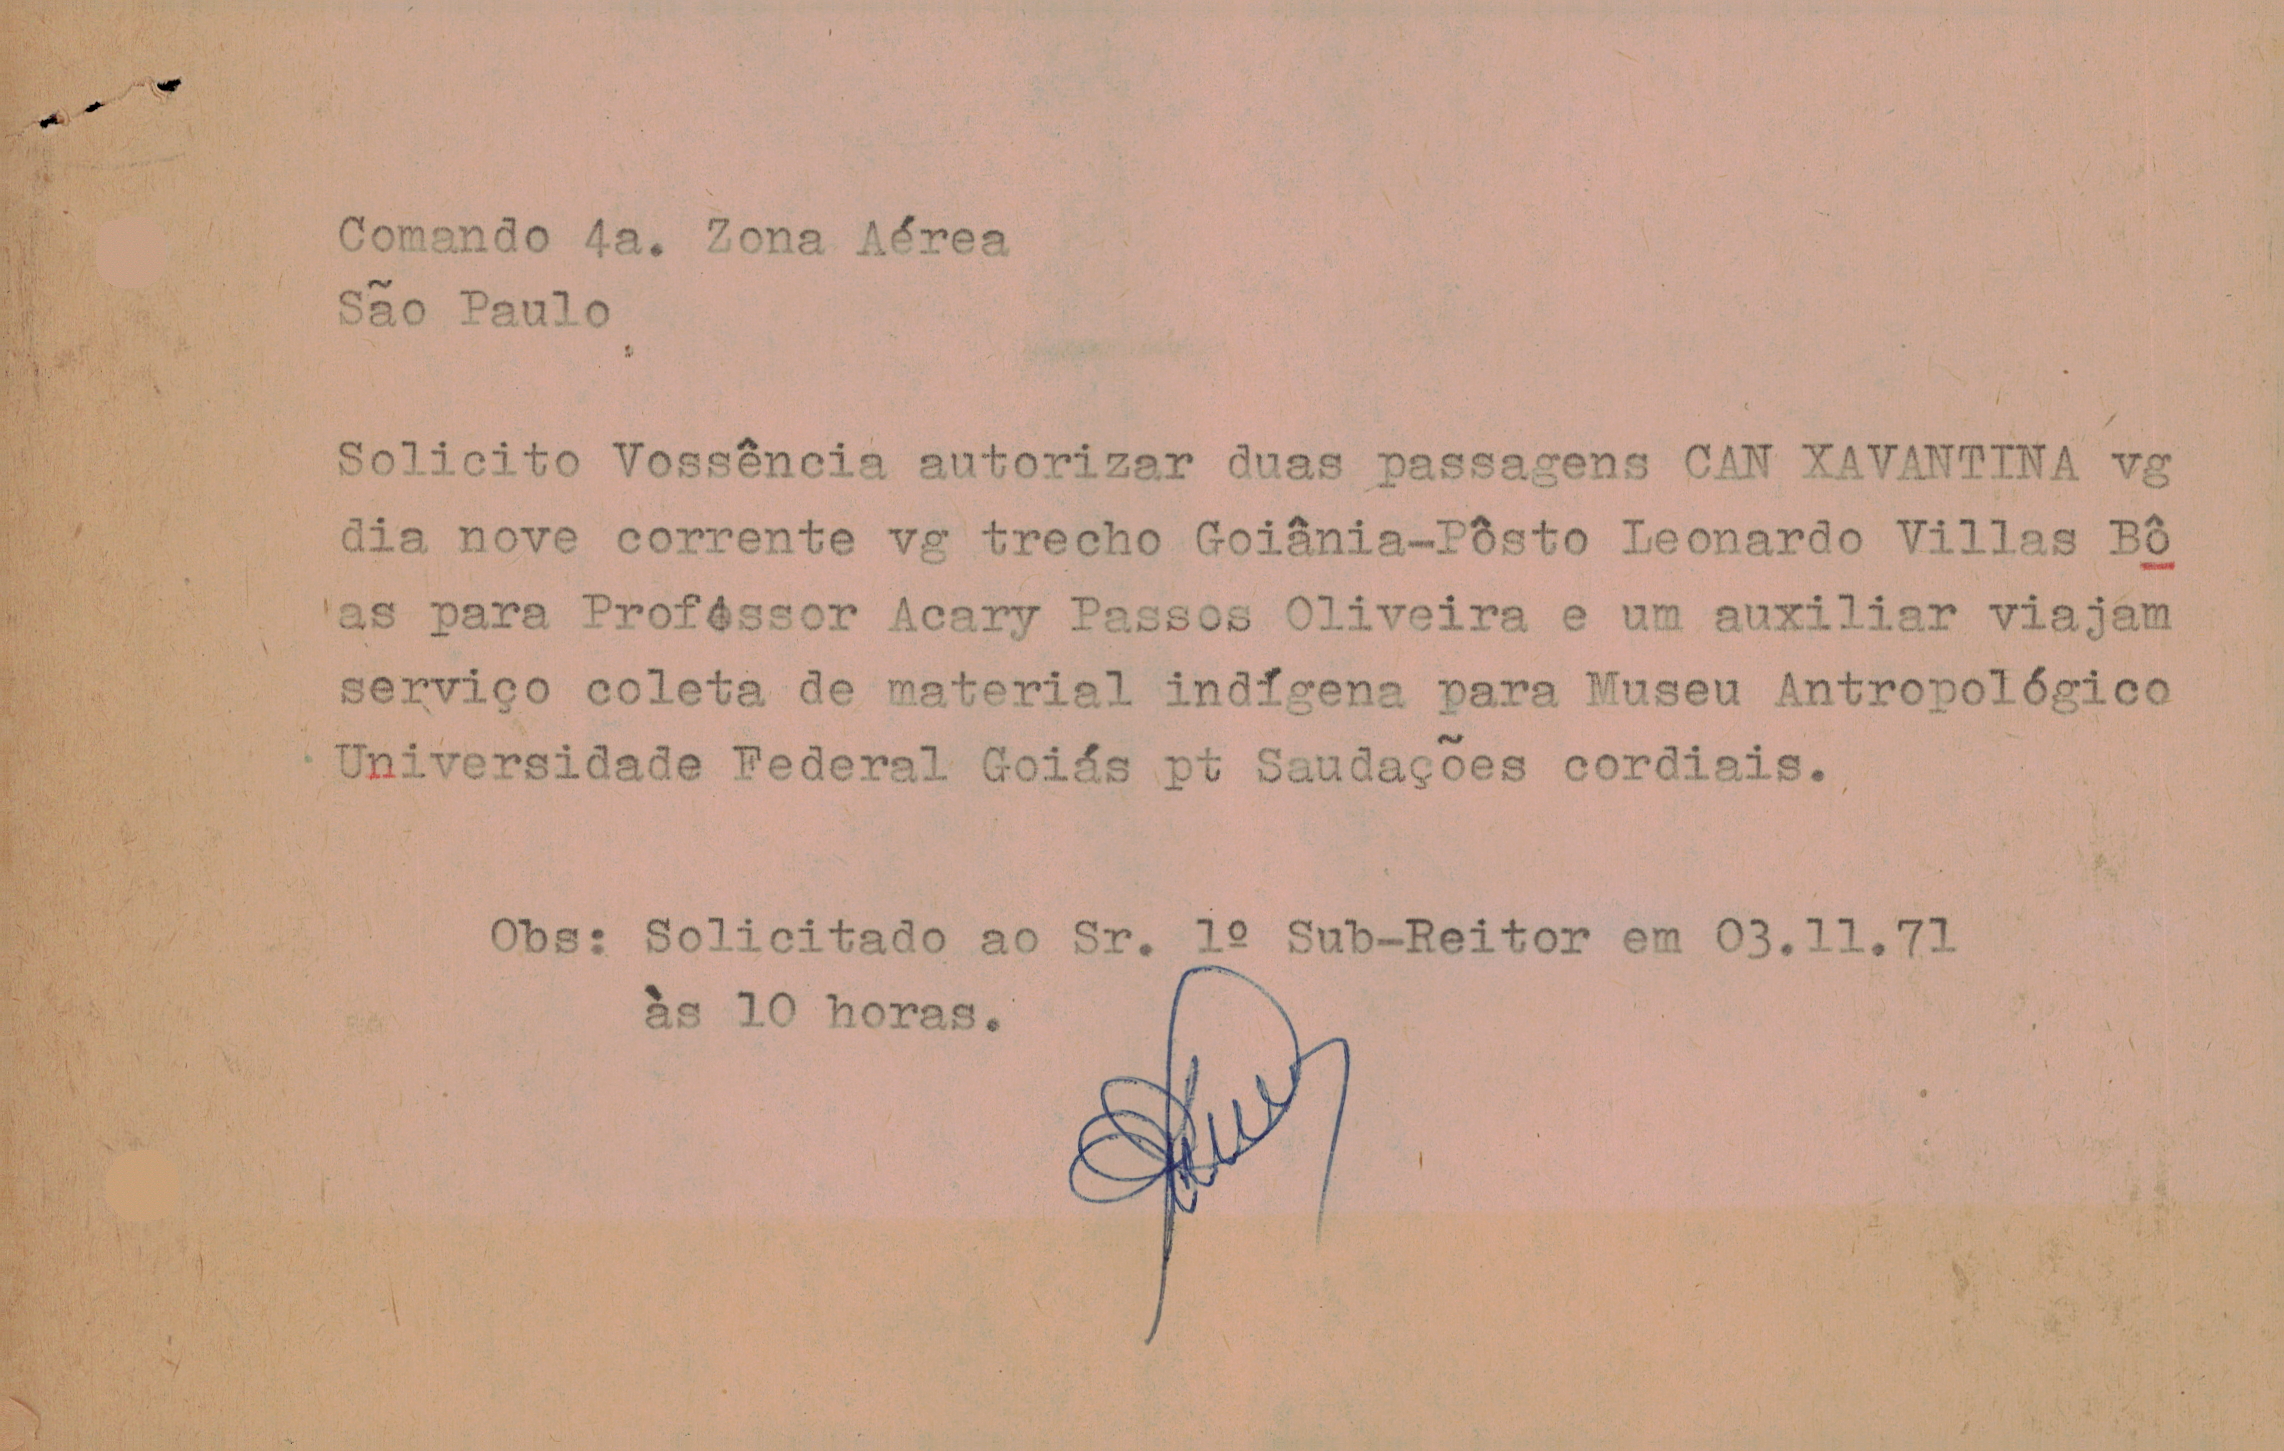 Comando 4a. Zona Aérea
São Paulo
Solicito Vossência autorizar duas passagens CAN XAVANTINA vg
dia nove corrente vg trecho Goiânia-Pôsto Leonardo Villas Bô
as para Professor Acary Passos Oliveira e um auxiliar viajam
serviço coleta de material indígena para Museu Antropológico
Universidade Federal Goiás pt Saudações cordiais.
Obs: Solicitado ao Sr. 1º Sub-Reitor em 03.11.71
às 10 horas.